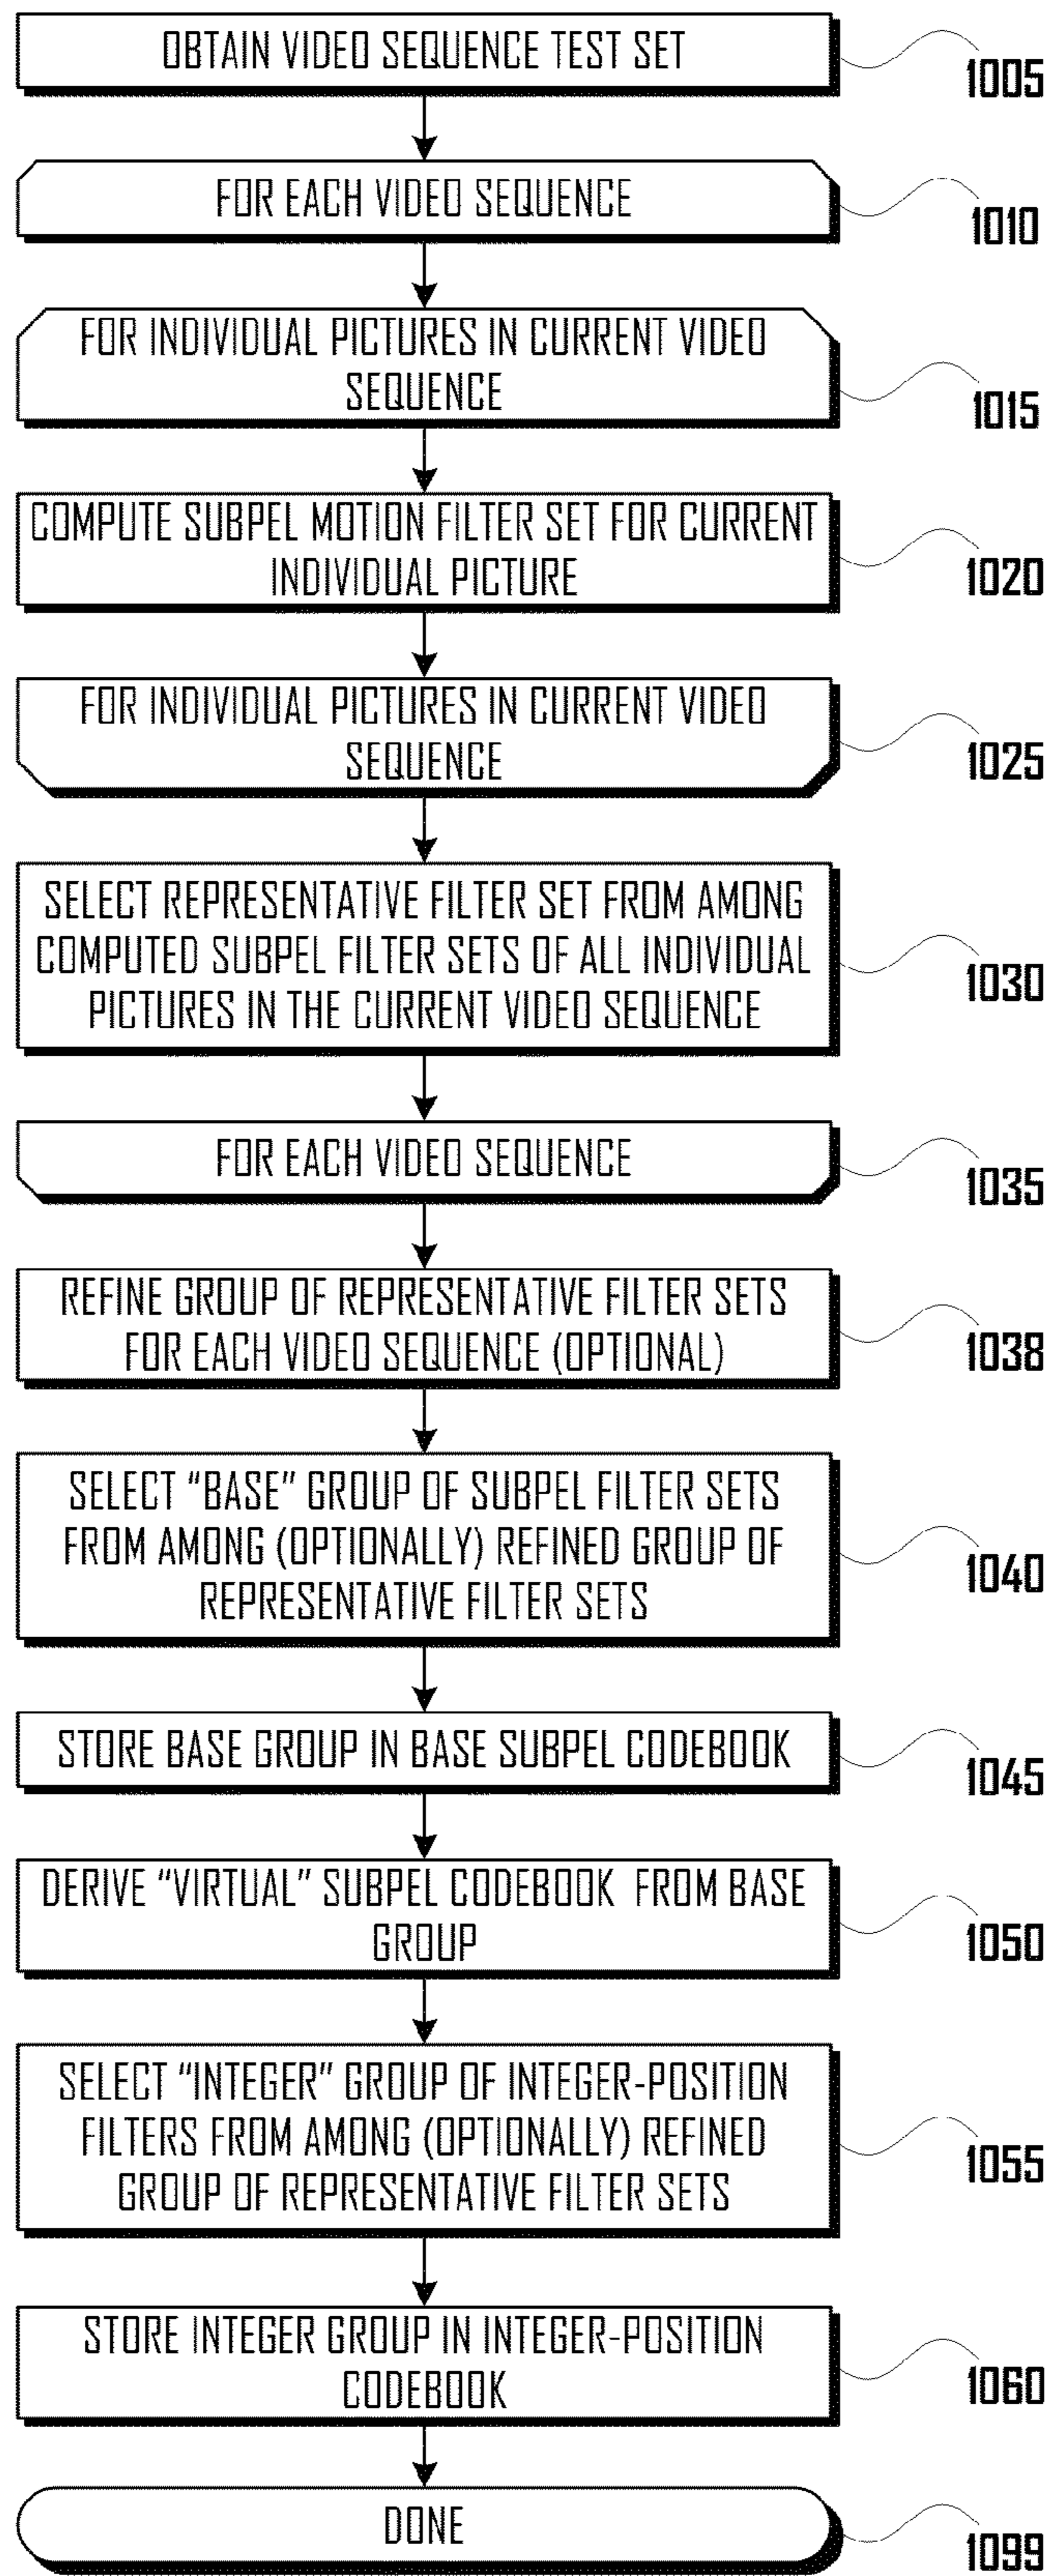 OBTAIN VIDEO SEQUENCE TEST SET
1005
FOR EACH VIDEO SEQUENCE
1010
FOR INDIVIDUAL PICTURES IN CURRENT VIDEO
SEQUENCE
1015
COMPUTE SUBPEL MOTION FILTER SET FOR CURRENT
INDIVIDUAL PICTURE
1020
FOR INDIVIDUAL PICTURES IN CURRENT VIDEO
SEQUENCE
1025
SELECT REPRESENTATIVE FILTER SET FROM AMONG
COMPUTED SUBPEL FILTER SETS OF ALL INDIVIDUAL
PICTURES IN THE CURRENT VIDEO SEQUENCE
1030
FOR EACH VIDEO SEQUENCE
1035
REFINE GROUP OF REPRESENTATIVE FILTER SETS
FOR EACH VIDEO SEQUENCE (OPTIONAL)
1038
SELECT “BASE” GROUP OF SUBPEL FILTER SETS
FROM AMONG (OPTIONALLY) REFINED GROUP OF
REPRESENTATIVE FILTER SETS
1040
STORE BASE GROUP IN BASE SUBPEL CODEBOOK
1045
DERIVE “VIRTUAL” SUBPEL CODEBOOK FROM BASE
GROUP
1050
SELECT “INTEGER” GROUP OF INTEGER-POSITION
FILTERS FROM AMONG (OPTIONALLY) REFINED
GROUP OF REPRESENTATIVE FILTER SETS
1055
STORE INTEGER GROUP IN INTEGER-POSITION
CODEBOOK
1060
DONE
1099